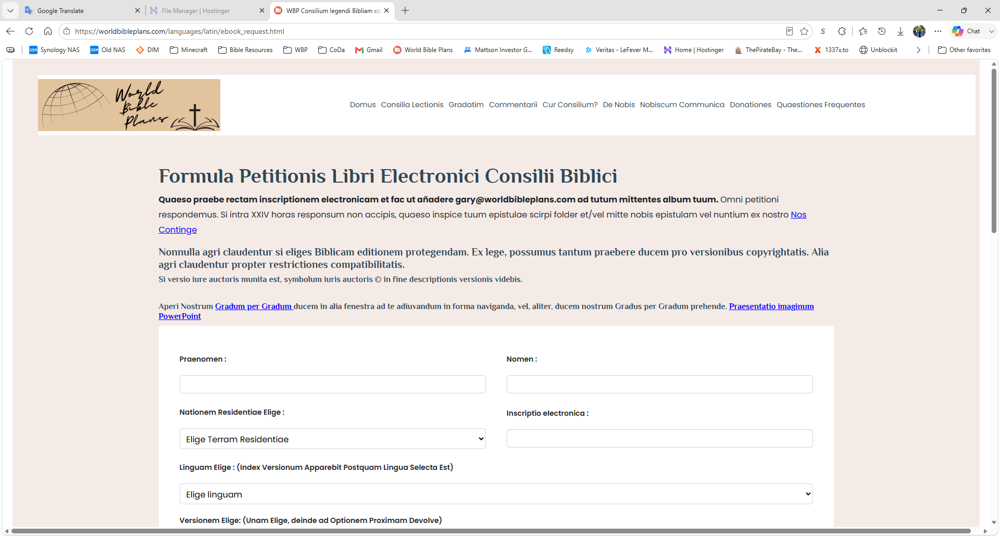 Google Translate
File Manager | Hostinger
WBP Consilium legendi Bibliam co
https://worldbibleplans.com/languages/latin/ebook_request.html
Chat
Synology NAS
Old NAS
DIM
Minecraft
Bible Resources
WBP
CoDa
Gmail
World Bible Plans
Mattson Investor G...
Reedsy
Veritas - LeFever M...
Home | Hostinger
ThePirateBay - The...
1337x.to
Unblockit
Other favorites
World
Bible
Plans
Domus Consilia Lectionis Gradatim Commentarii Cur Consilium? De Nobis Nobiscum Communica Donationes Quaestiones Frequentes
Formula Petitionis Libri Electronici Consilii Biblici
Quaeso praebe rectam inscriptionem electronicam et fac ut añadere gary@worldbibleplans.com ad tutum mittentes album tuum. Omni petitioni
respondemus. Si intra XXIV horas responsum non accipis, quaeso inspice tuum epistulae scirpi folder et/vel mitte nobis epistulam vel nuntium ex nostro Nos
Continge
Nonnulla agri claudentur si eliges Biblicam editionem protegendam. Ex lege, possumus tantum praebere ducem pro versionibus copyrightatis. Alia
agri claudentur propter restrictiones compatibilitatis.
Si versio iure auctoris munita est, symbolum iuris auctoris © in fine descriptionis versionis videbis.
Aperi Nostrum Gradum per Gradum ducem in alia fenestra ad te adiuvandum in forma naviganda, vel, aliter, ducem nostrum Gradus per Gradum prehende. Praesentatio imaginum
PowerPoint
Praenomen :
Nomen :
Nationem Residentiae Elige :
Inscriptio electronica :
Elige Terram Residentiae
Linguam Elige : (Index Versionum Apparebit Postquam Lingua Selecta Est)
Elige linguam
Versionem Elige: (Unam Elige, deinde ad Optionem Proximam Devolve)